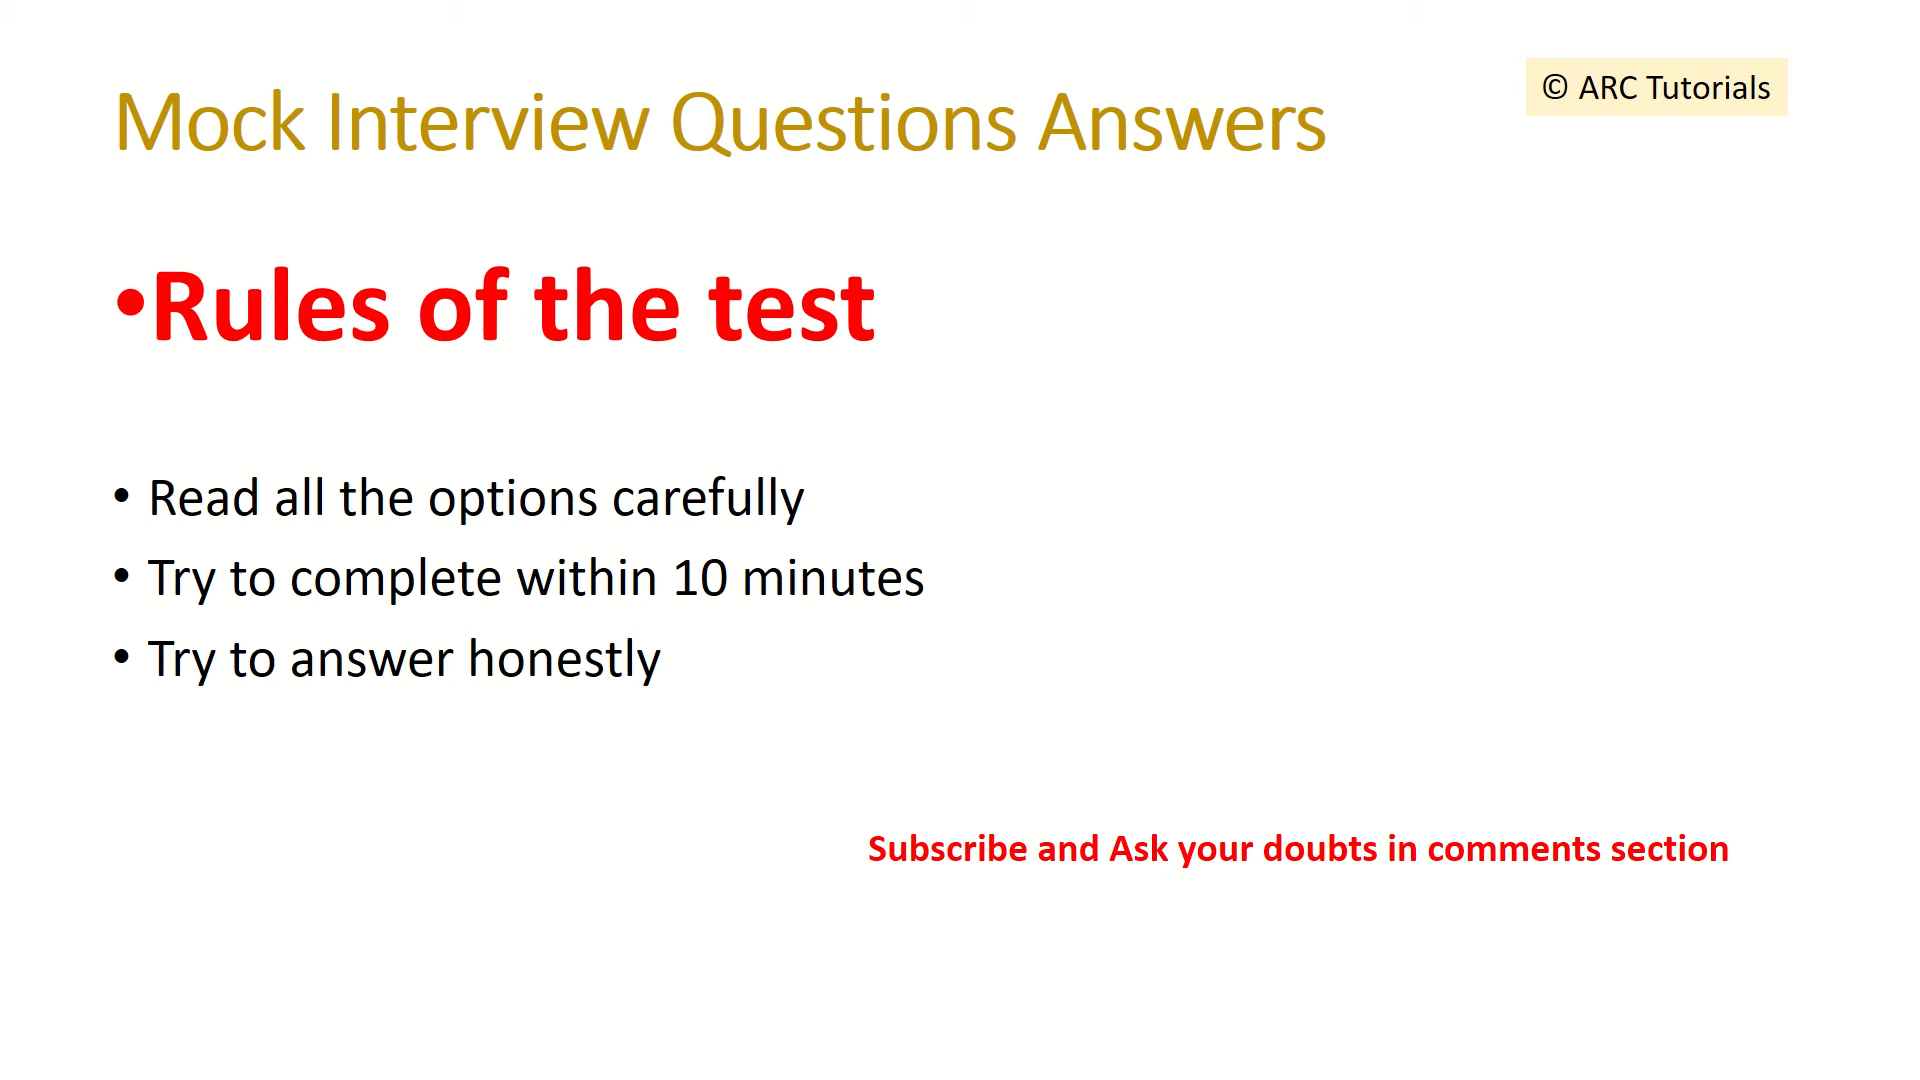 Mock Interview Questions Answers
© ARC Tutorials
•Rules of the test
• Read all the options carefully
• Try to complete within 10 minutes
• Try to answer honestly
Subscribe and Ask your doubts in comments section